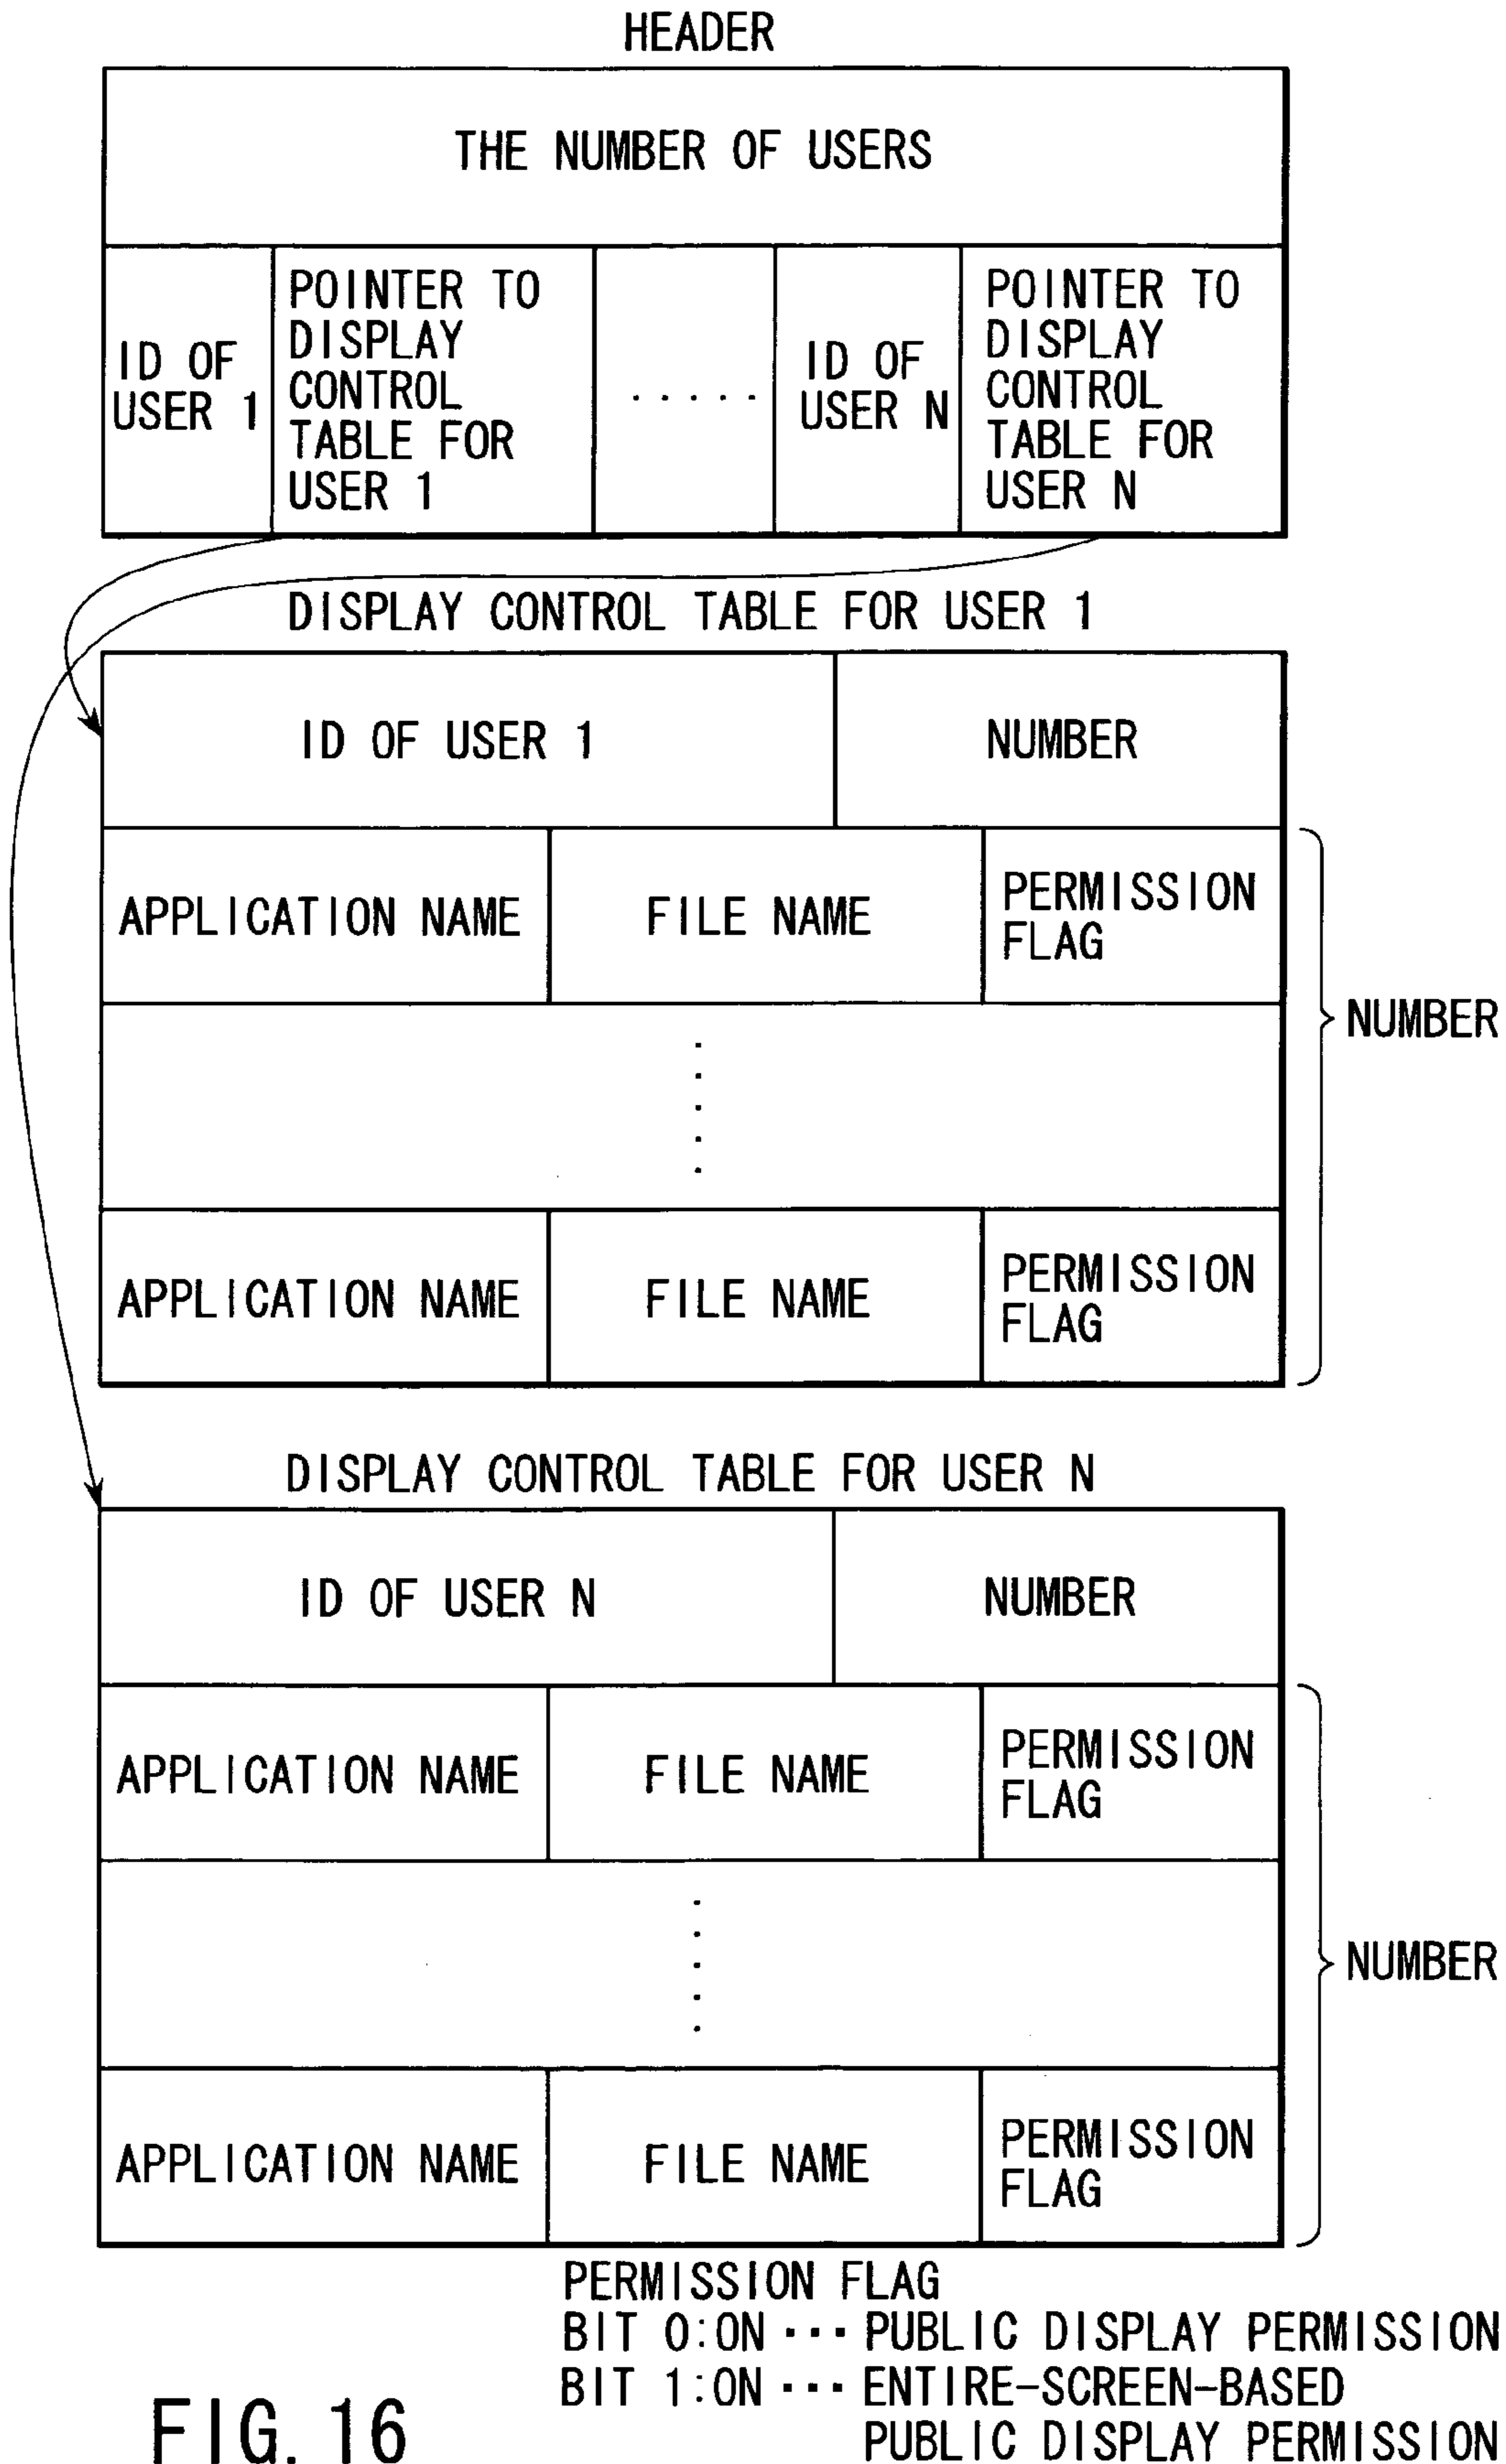 HEADER
THE NUMBER OF USERS
ID OF
USER 1
POINTER TO
DISPLAY
CONTROL
TABLE FOR
USER 1
.....
ID OF
USER N
POINTER TO
DISPLAY
CONTROL
TABLE FOR
USER N
DISPLAY CONTROL TABLE FOR USER 1
ID OF USER 1
NUMBER
APPLICATION NAME
FILE NAME
PERMISSION
FLAG
NUMBER
APPLICATION NAME
FILE NAME
PERMISSION
FLAG
DISPLAY CONTROL TABLE FOR USER N
ID OF USER N
NUMBER
APPLICATION NAME
FILE NAME
PERMISSION
FLAG
NUMBER
APPLICATION NAME
FILE NAME
PERMISSION
FLAG
PERMISSION FLAG
BIT 0:ON ··· PUBLIC DISPLAY PERMISSION
BIT 1:ON ··· ENTIRE-SCREEN-BASED
PUBLIC DISPLAY PERMISSION
FIG. 16